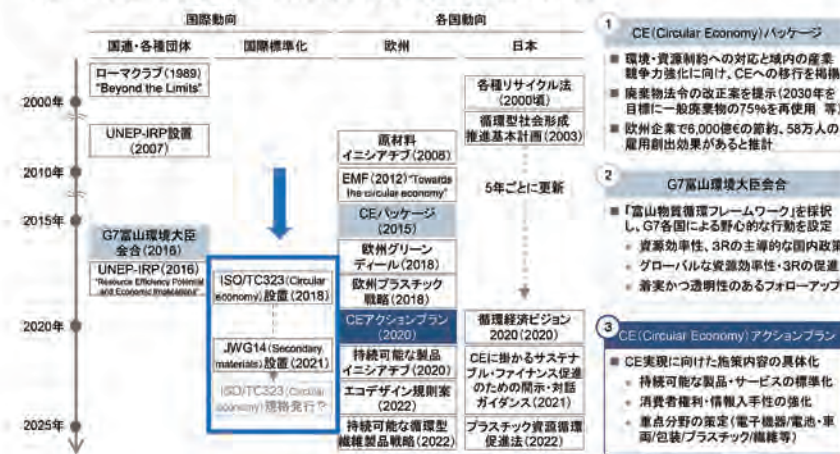 国際動向
各国動向
国連・各種団体
国際標準化
欧州
日本
2000年
2010年
2015年
2020年
2025年
ローマクラブ(1989)
"Beyond the Limits"
UNEP-IRP設置
(2007)
G7富山環境大臣
会合(2016)
UNEP-IRP(2016)
"Resource Efficiency Potential
and Economic Implications"
ISO/TC323(Circular
economy)設置(2018)
JWG14(Secondary
materials)設置(2021)
ISO/TC323(Circular
economy)規格発行?
原材料
イニシアチブ(2008)
EMF(2012)"Towards
the circular economy"
CEパッケージ
(2015)
欧州グリーン
ディール(2018)
欧州プラスチック
戦略(2018)
CEアクションプラン
(2020)
持続可能な製品
イニシアチブ(2020)
エコデザイン規則案
(2022)
持続可能な循環型
繊維製品戦略(2022)
各種リサイクル法
(2000頃)
循環型社会形成
推進基本計画(2003)
5年ごとに更新
循環経済ビジョン
2020(2020)
CEに掛かるサステナ
ブル・ファイナンス促進
のための開示・対話
ガイダンス(2021)
プラスチック資源循環
促進法(2022)
1
CE(Circular Economy)パッケージ
■ 環境・資源制約への対応と域内の産業
競争力強化に向け、CEへの移行を掲揚
■ 廃棄物法令の改正案を提示(2030年を
目標に一般廃棄物の75%を再使用 等)
■ 欧州企業で6,000億€の節約、58万人の
雇用創出効果があると推計
2
G7富山環境大臣会合
■ 「富山物質循環フレームワーク」を採択
し、G7各国による野心的な行動を設定
資源効率性、3Rの主導的な国内政策
グローバルな資源効率性・3Rの促進
着実かつ透明性のあるフォローアップ
3
CE(Circular Economy)アクションプラン
■ CE実現に向けた施策内容の具体化
持続可能な製品・サービスの標準化
消費者権利・情報入手性の強化
重点分野の策定(電子機器/電池・車
両/包装/プラスチック/繊維等)